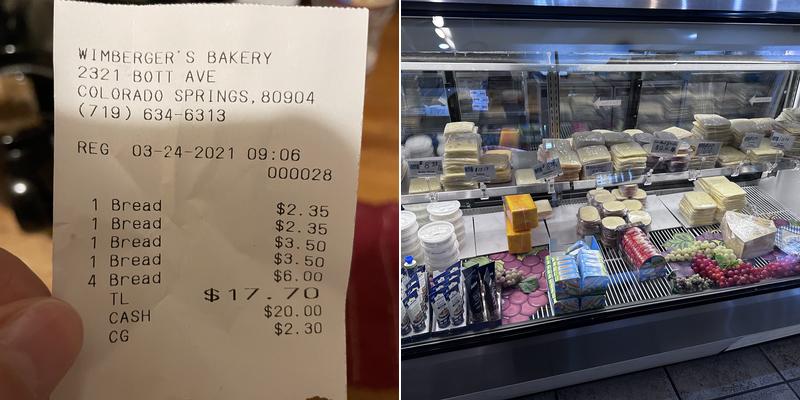 WIMBERGER'S BAKERY
2321 BOTT AVE
COLORADO SPRINGS,80904
(719) 634-6313
REG 03-24-2021 09:06
000028
1 Bread $2.35
1 Bread $2.35
1 Bread $3.50
1 Bread $3.50
4 Bread $6.00
TL $17.70
CASH $20.00
CG $2.30